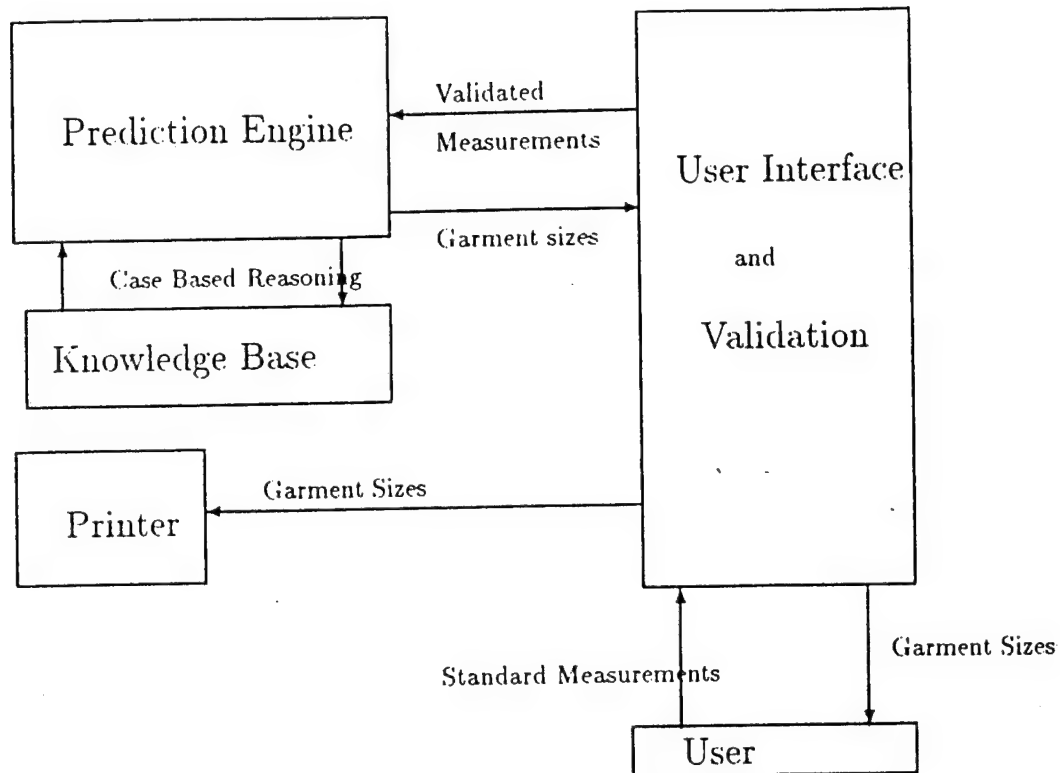 Validated
Prediction Engine
Measurements
User Interface
Garment sizes
and
Case Based Reasoning
Validation
Knowledge Base
Garment Sizes
Printer
Garment Sizes
Standard Measurements
User